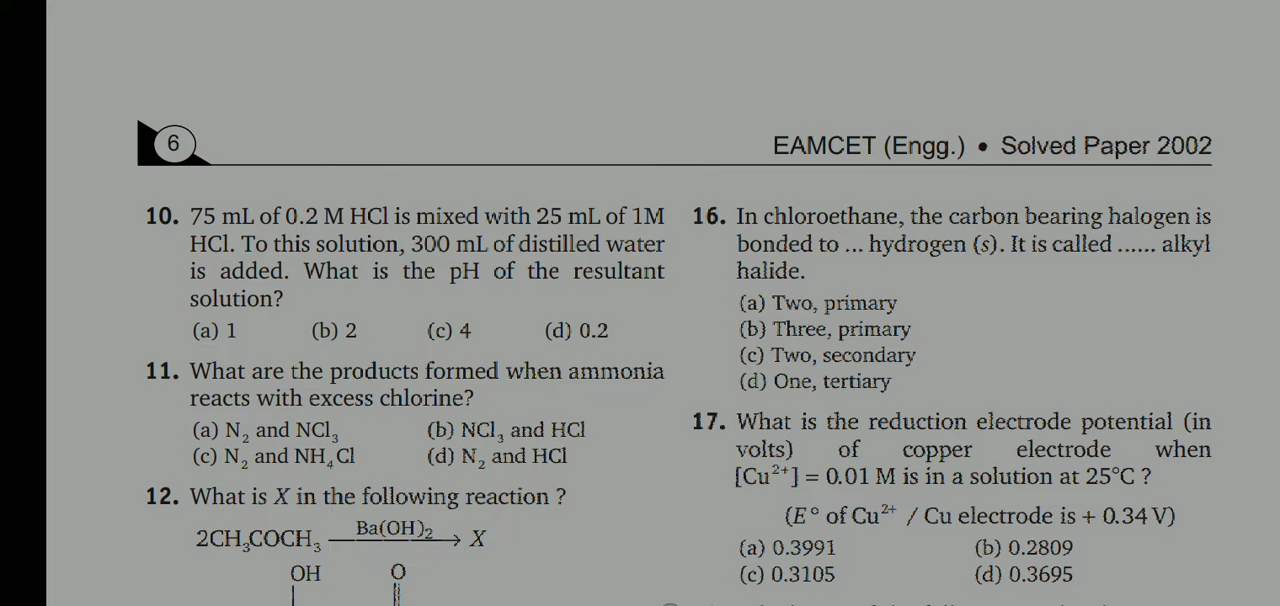 6
EAMCET (Engg.) • Solved Paper 2002
10. 75 mL of 0.2 M HCl is mixed with 25 mL of 1M
HCl. To this solution, 300 mL of distilled water
is added. What is the pH of the resultant
solution?
(a) 1 (b) 2 (c) 4 (d) 0.2
11. What are the products formed when ammonia
reacts with excess chlorine?
(a) N₂ and NCl₃ (b) NCl₃ and HCl
(c) N₂ and NH₄Cl (d) N₂ and HCl
12. What is X in the following reaction ?
2CH₃COCH₃ Ba(OH)₂ → X
OH O
16. In chloroethane, the carbon bearing halogen is
bonded to ... hydrogen (s). It is called ...... alkyl
halide.
(a) Two, primary
(b) Three, primary
(c) Two, secondary
(d) One, tertiary
17. What is the reduction electrode potential (in
volts) of copper electrode when
[Cu²⁺] = 0.01 M is in a solution at 25°C ?
(E° of Cu²⁺ / Cu electrode is + 0.34 V)
(a) 0.3991 (b) 0.2809
(c) 0.3105 (d) 0.3695